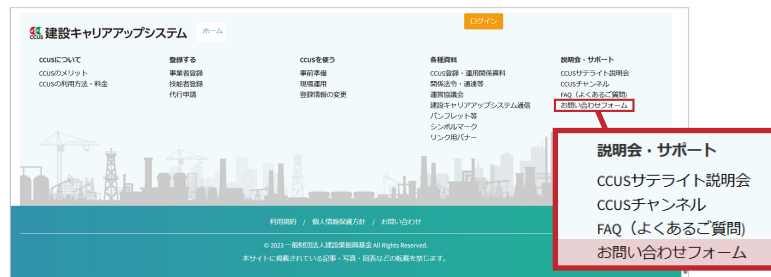 ログイン
CCUS 建設キャリアアップシステム ホーム
CCUSについて
CCUSのメリット
CCUSの利用方法・料金
登録する
事業者登録
技能者登録
代行申請
CCUSを使う
事前準備
現場運用
登録情報の変更
各種資料
CCUS登録・運用関係資料
関係法令・通達等
運営協議会
建設キャリアアップシステム通信
パンフレット等
シンボルマーク
リンク用バナー
説明会・サポート
CCUSサテライト説明会
CCUSチャンネル
FAQ（よくあるご質問)
お問い合わせフォーム
説明会・サポート
CCUSサテライト説明会
CCUSチャンネル
FAQ（よくあるご質問)
お問い合わせフォーム
利用規約 / 個人情報保護方針 / お問い合わせ
© 2023 一般財団法人建設業振興基金 All Rights Reserved.
本サイトに掲載されている記事・写真・図表などの転載を禁じます。